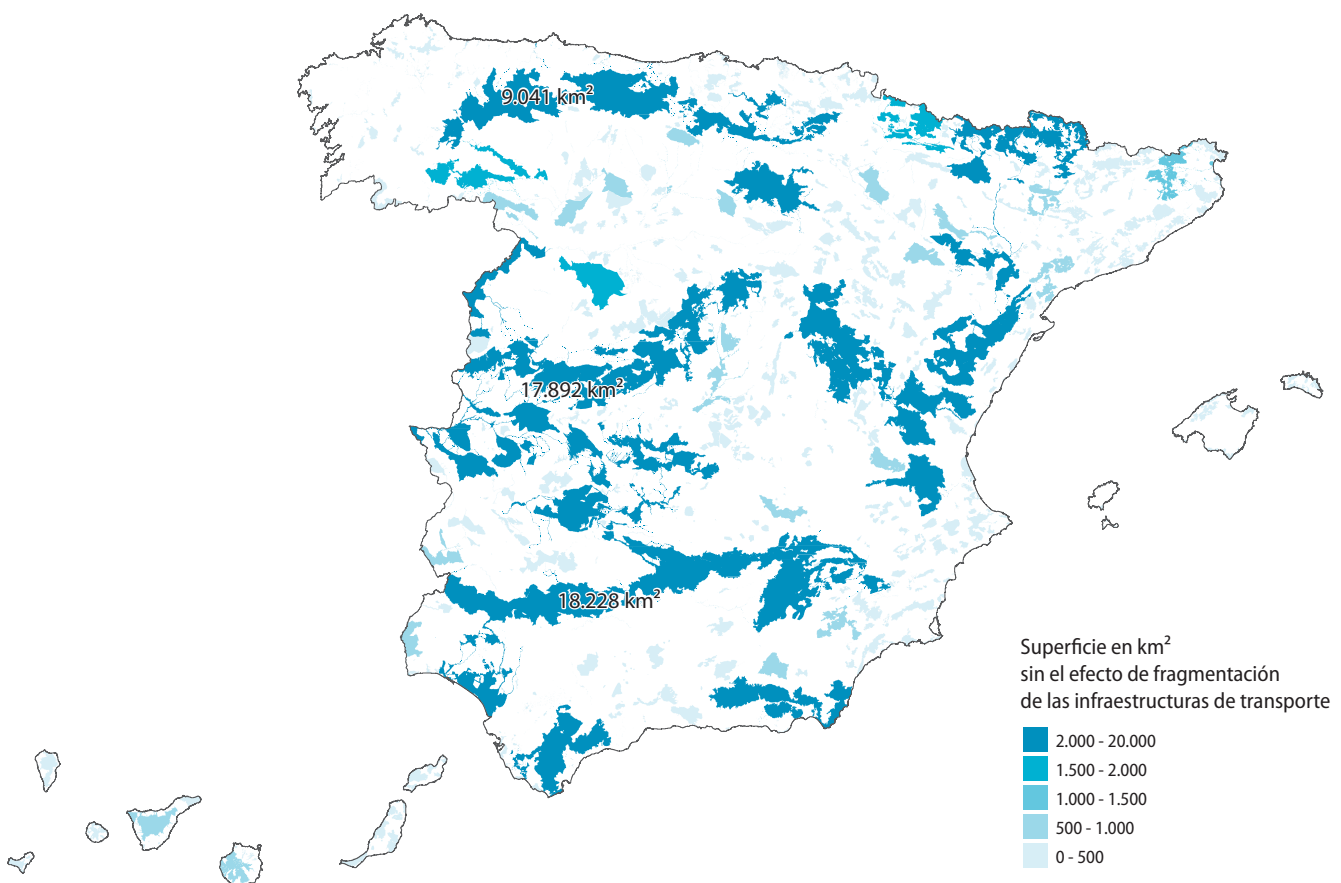 9.041 km²
17.892 km²
18.228 km²
Superficie en km²
sin el efecto de fragmentación
de las infraestructuras de transporte
2.000 - 20.000
1.500 - 2.000
1.000 - 1.500
500 - 1.000
0 - 500